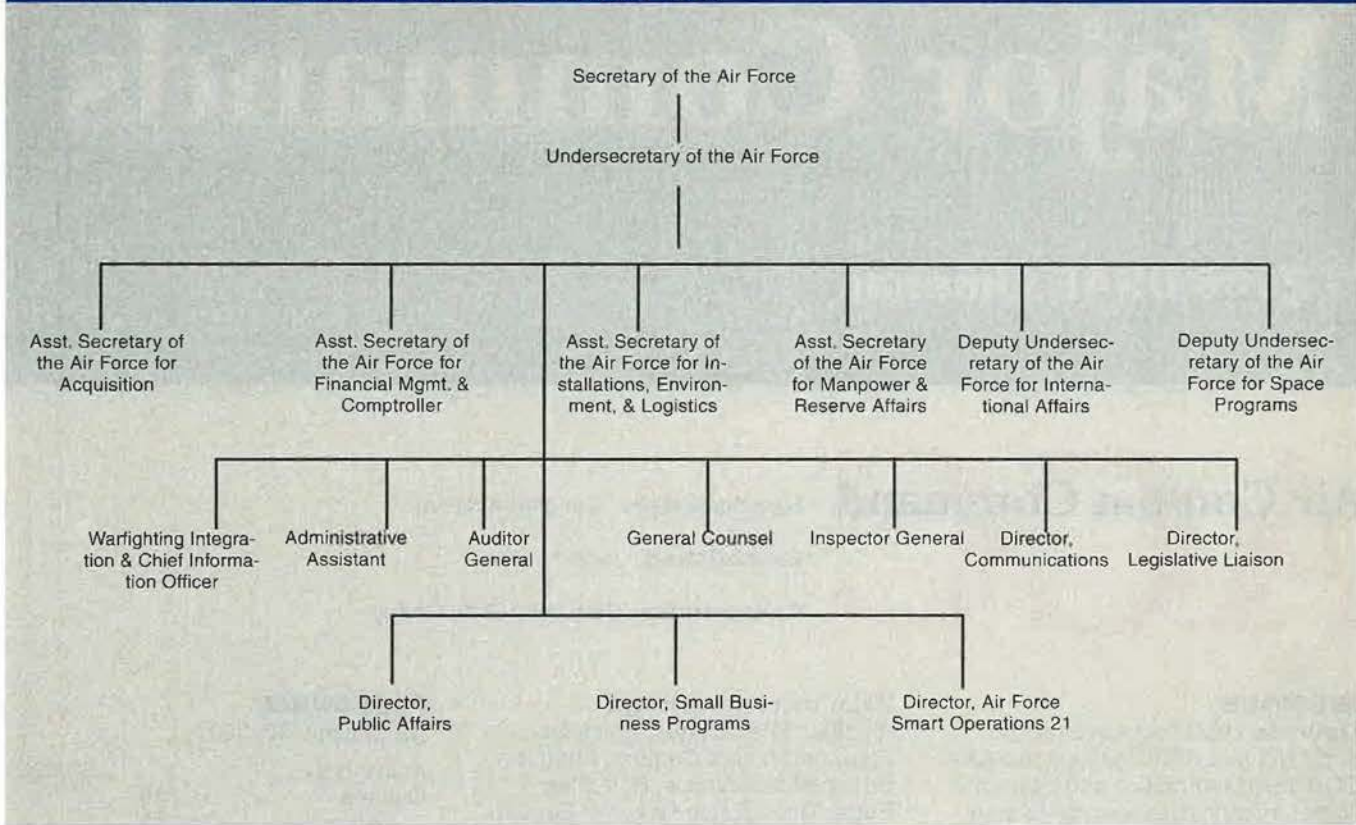 Major Commands
Secretary of the Air Force
Undersecretary of the Air Force
Asst. Secretary of
the Air Force for
Acquisition
Asst. Secretary of
the Air Force for
Financial Mgmt. &
Comptroller
Asst. Secretary of
the Air Force for In-
stallations, Environ-
ment, & Logistics
Asst. Secretary
of the Air Force
for Manpower &
Reserve Affairs
Deputy Undersec-
retary of the Air
Force for Interna-
tional Affairs
Deputy Undersec-
retary of the Air
Force for Space
Programs
Air Combat Command
Warfighting Integra-
tion & Chief Informa-
tion Officer
Administrative
Assistant
Auditor
General
General Counsel
Inspector General
Director,
Communications
Director,
Legislative Liaison
Director,
Public Affairs
Director, Small Busi-
ness Programs
Director, Air Force
Smart Operations 21